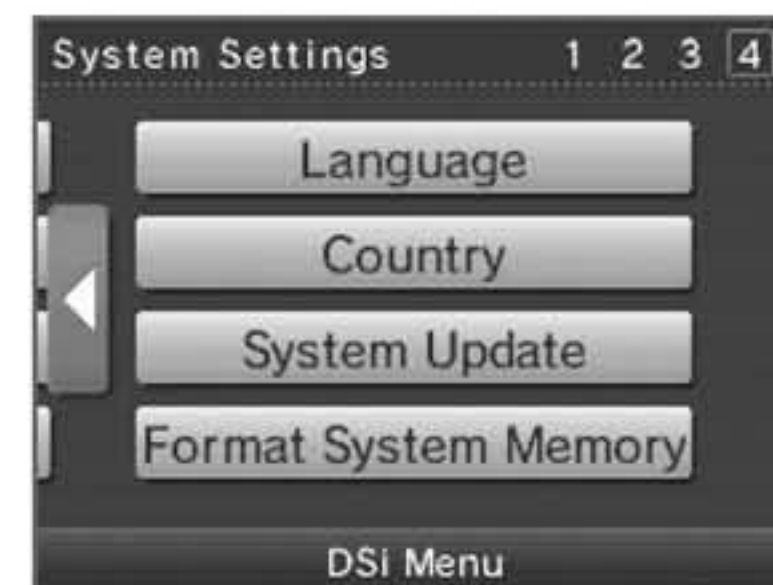 System Settings 1 2 3 4
Language
Country
System Update
Format System Memory
DSi Menu